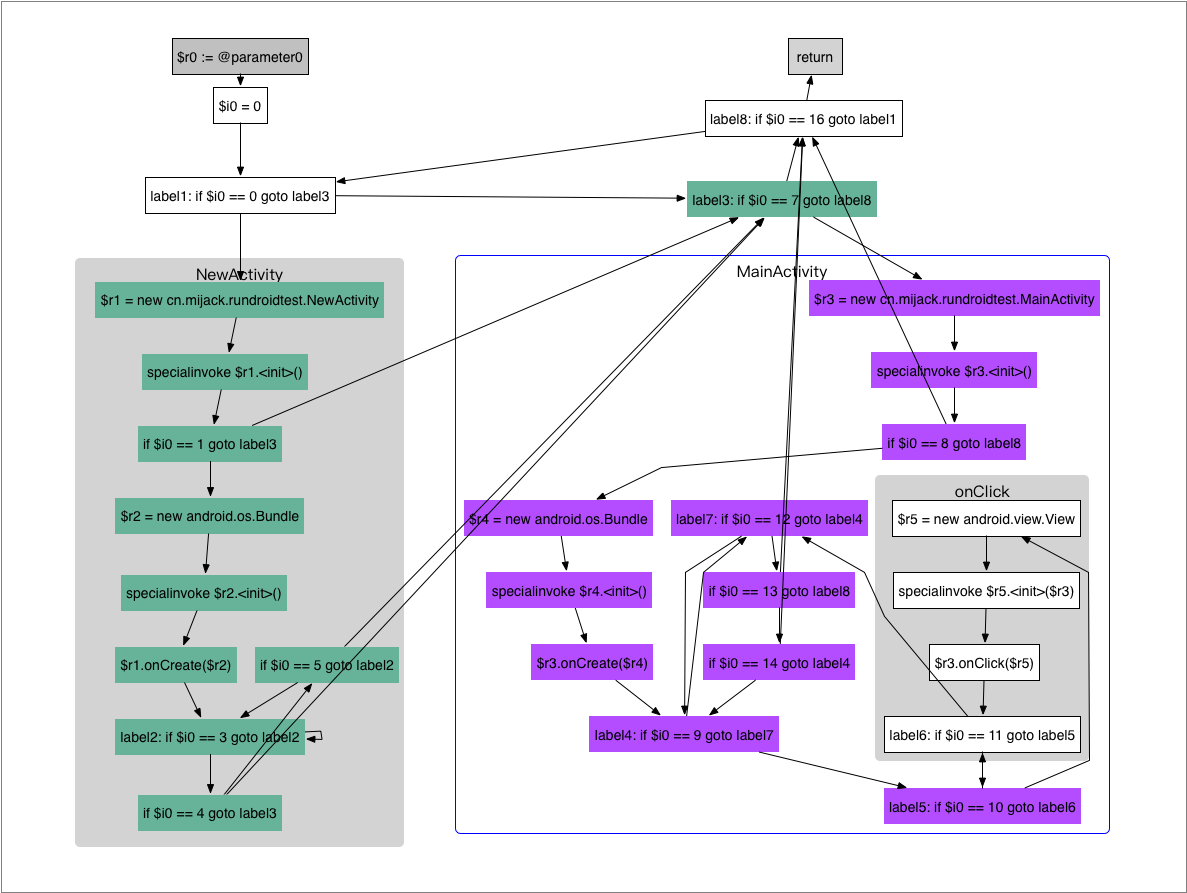 $r0 := @parameter0
$i0 = 0
label1: if $i0 == 0 goto label3
return
label8: if $i0 == 16 goto label1
label3: if $i0 == 7 goto label8
NewActivity
$r1 = new cn.mijack.rundroidtest.NewActivity
specialinvoke $r1.<init>()
if $i0 == 1 goto label3
$r2 = new android.os.Bundle
specialinvoke $r2.<init>()
$r1.onCreate($r2)
if $i0 == 5 goto label2
label2: if $i0 == 3 goto label2
if $i0 == 4 goto label3
MainActivity
$r3 = new cn.mijack.rundroidtest.MainActivity
specialinvoke $r3.<init>()
if $i0 == 8 goto label8
$r4 = new android.os.Bundle
label7: if $i0 == 12 goto label4
specialinvoke $r4.<init>()
if $i0 == 13 goto label8
$r3.onCreate($r4)
if $i0 == 14 goto label4
label4: if $i0 == 9 goto label7
onClick
$r5 = new android.view.View
specialinvoke $r5.<init>($r3)
$r3.onClick($r5)
label6: if $i0 == 11 goto label5
label5: if $i0 == 10 goto label6